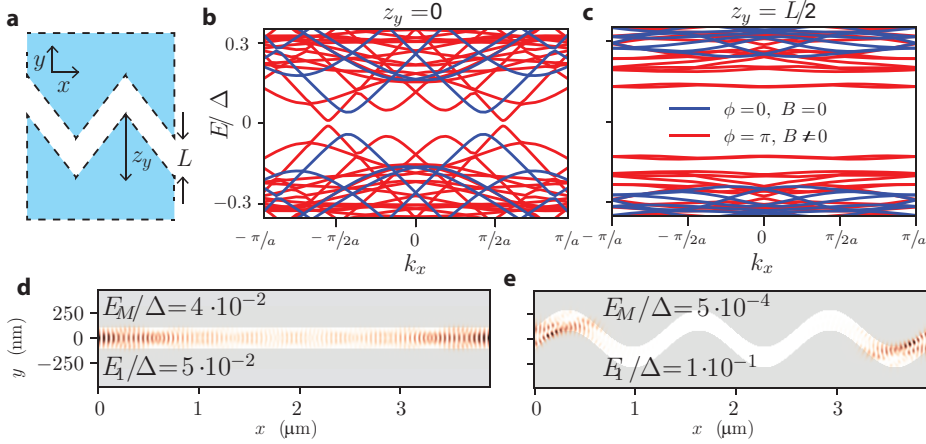 a
y
x
z_y
L
b
z_y = 0
E/Δ
0.3
0
−0.3
− π/a
− π/2a
0
π/2a
π/a
k_x
c
z_y = L/2
ϕ=0, B=0
ϕ=π, B≠0
− π/a
− π/2a
0
π/2a
π/a
k_x
d
E_M/Δ=4·10⁻²
E_1/Δ=5·10⁻²
y (nm)
250
0
−250
0
1
2
3
x (μm)
e
E_M/Δ=5·10⁻⁴
E_1/Δ=1·10⁻¹
0
1
2
3
x (μm)